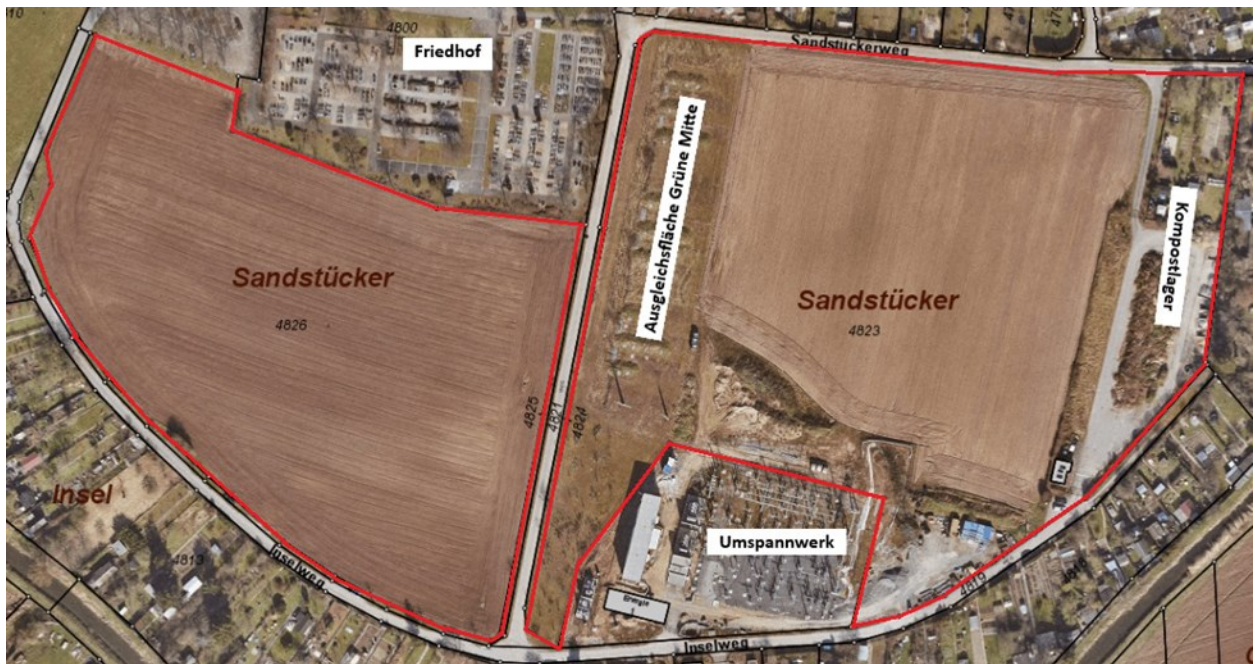 4800
Friedhof
Sandstückerweg
Ausgleichsfläche Grüne Mitte
Kompostlager
Sandstücker
4826
Sandstücker
4823
4825
4821
4824
Insel
4813
Inselweg
Umspannwerk
4819
4818
Inselweg